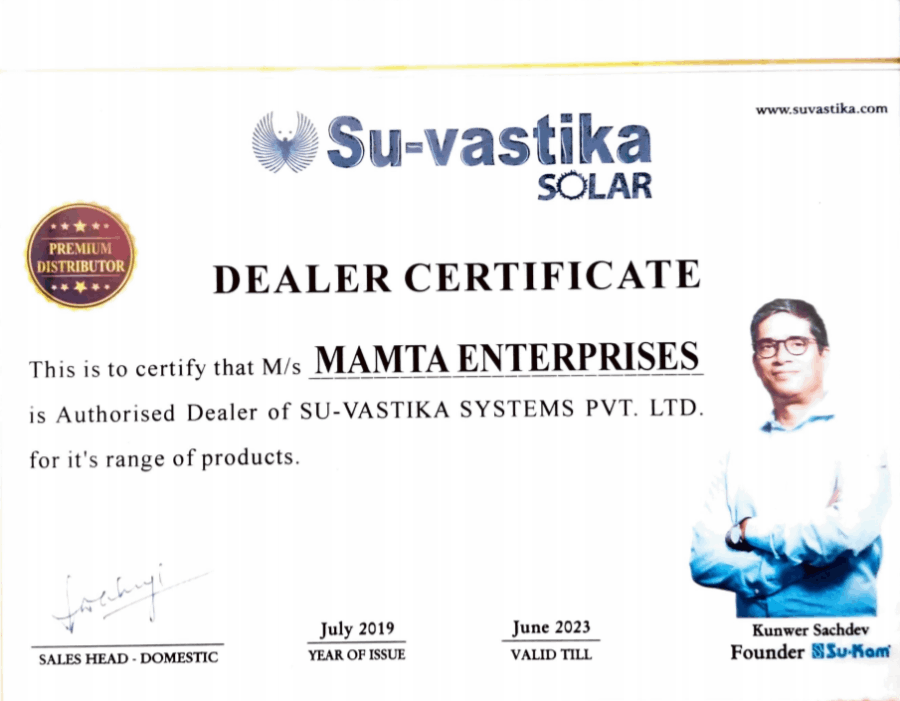 www.suvastika.com
Su-vastika
SOLAR
PREMIUM
DISTRIBUTOR
DEALER CERTIFICATE
This is to certify that M/s MAMTA ENTERPRISES
is Authorised Dealer of SU-VASTIKA SYSTEMS PVT. LTD.
for it's range of products.
SALES HEAD - DOMESTIC
July 2019
YEAR OF ISSUE
June 2023
VALID TILL
Kunwer Sachdev
Founder Su-Kam